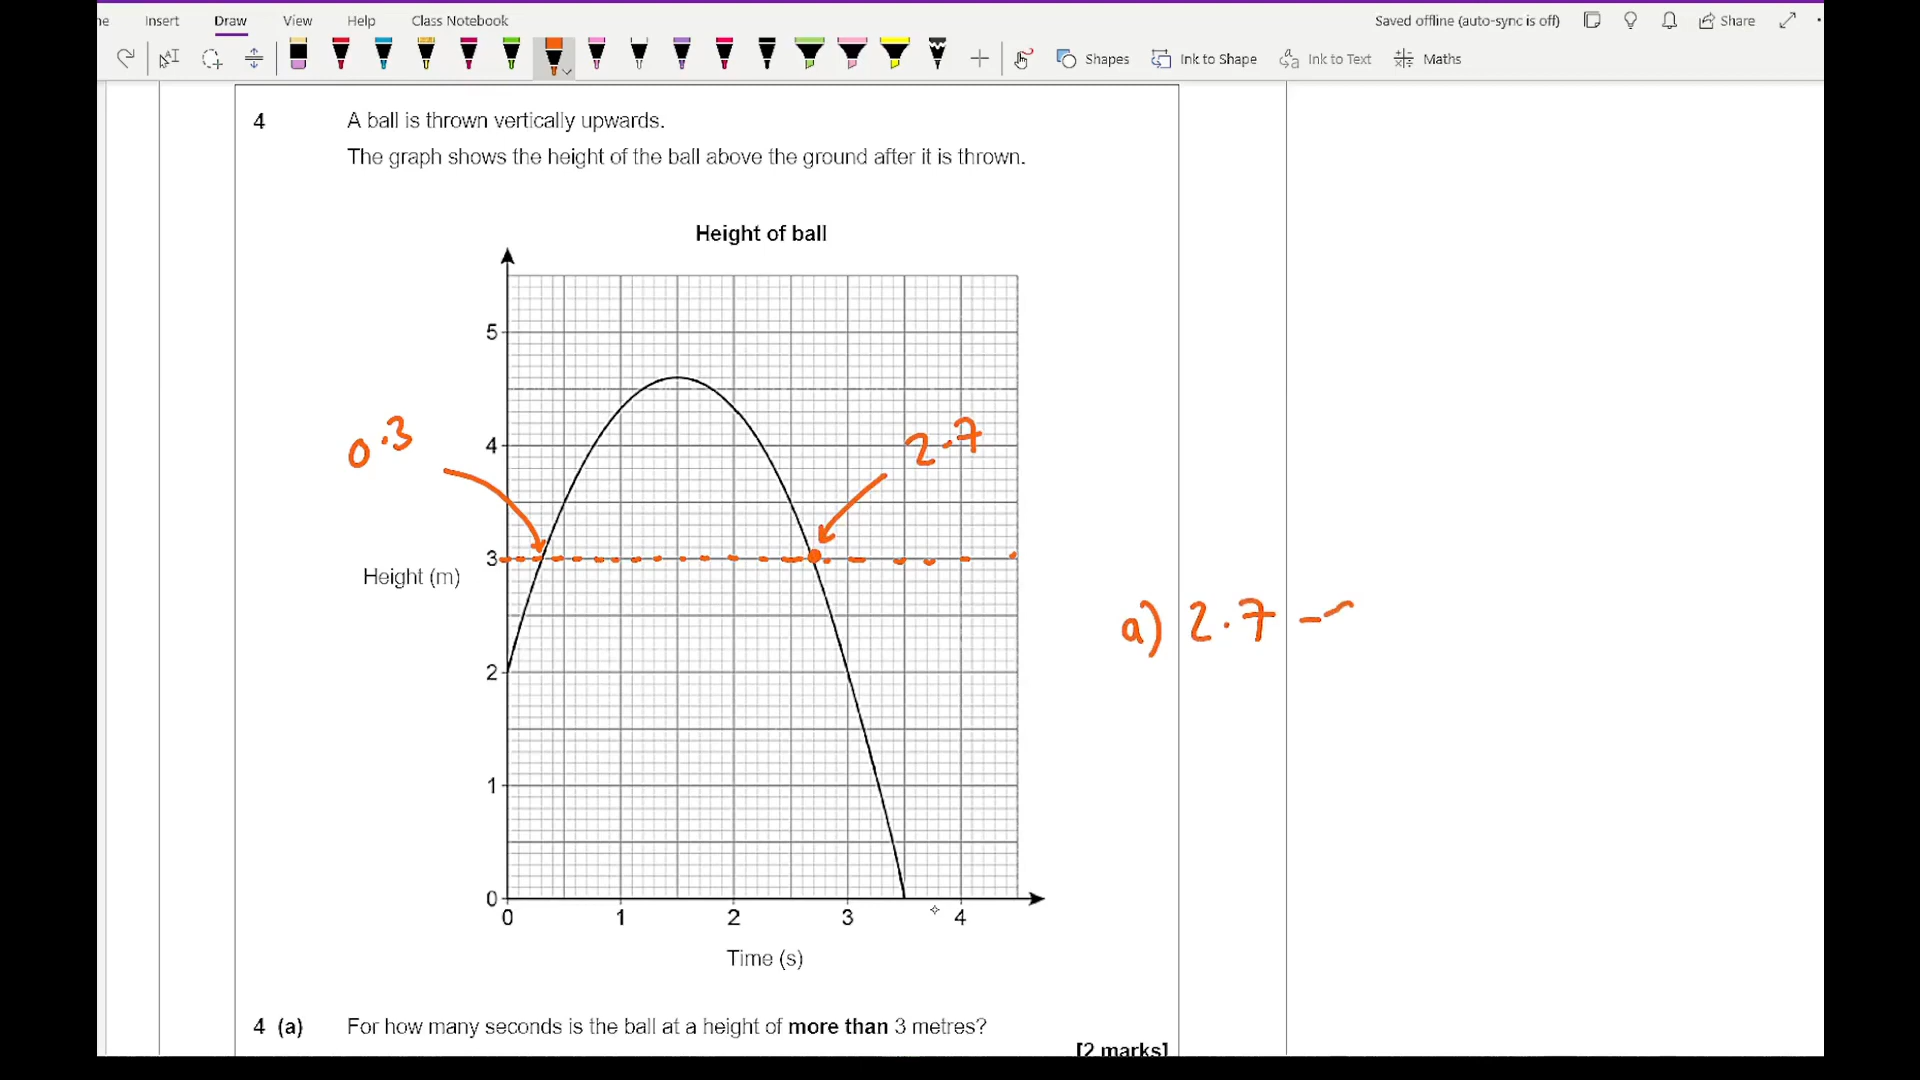 ne Insert Draw View Help Class Notebook Saved offline (auto-sync is off) Share
Shapes Ink to Shape Ink to Text Maths
4 A ball is thrown vertically upwards.
The graph shows the height of the ball above the ground after it is thrown.
Height of ball
5
0.3 4 2.7
3
Height (m)
a) 2.7 -
2
1
0
0 1 2 3 4
Time (s)
4 (a) For how many seconds is the ball at a height of more than 3 metres?
[2 marks]